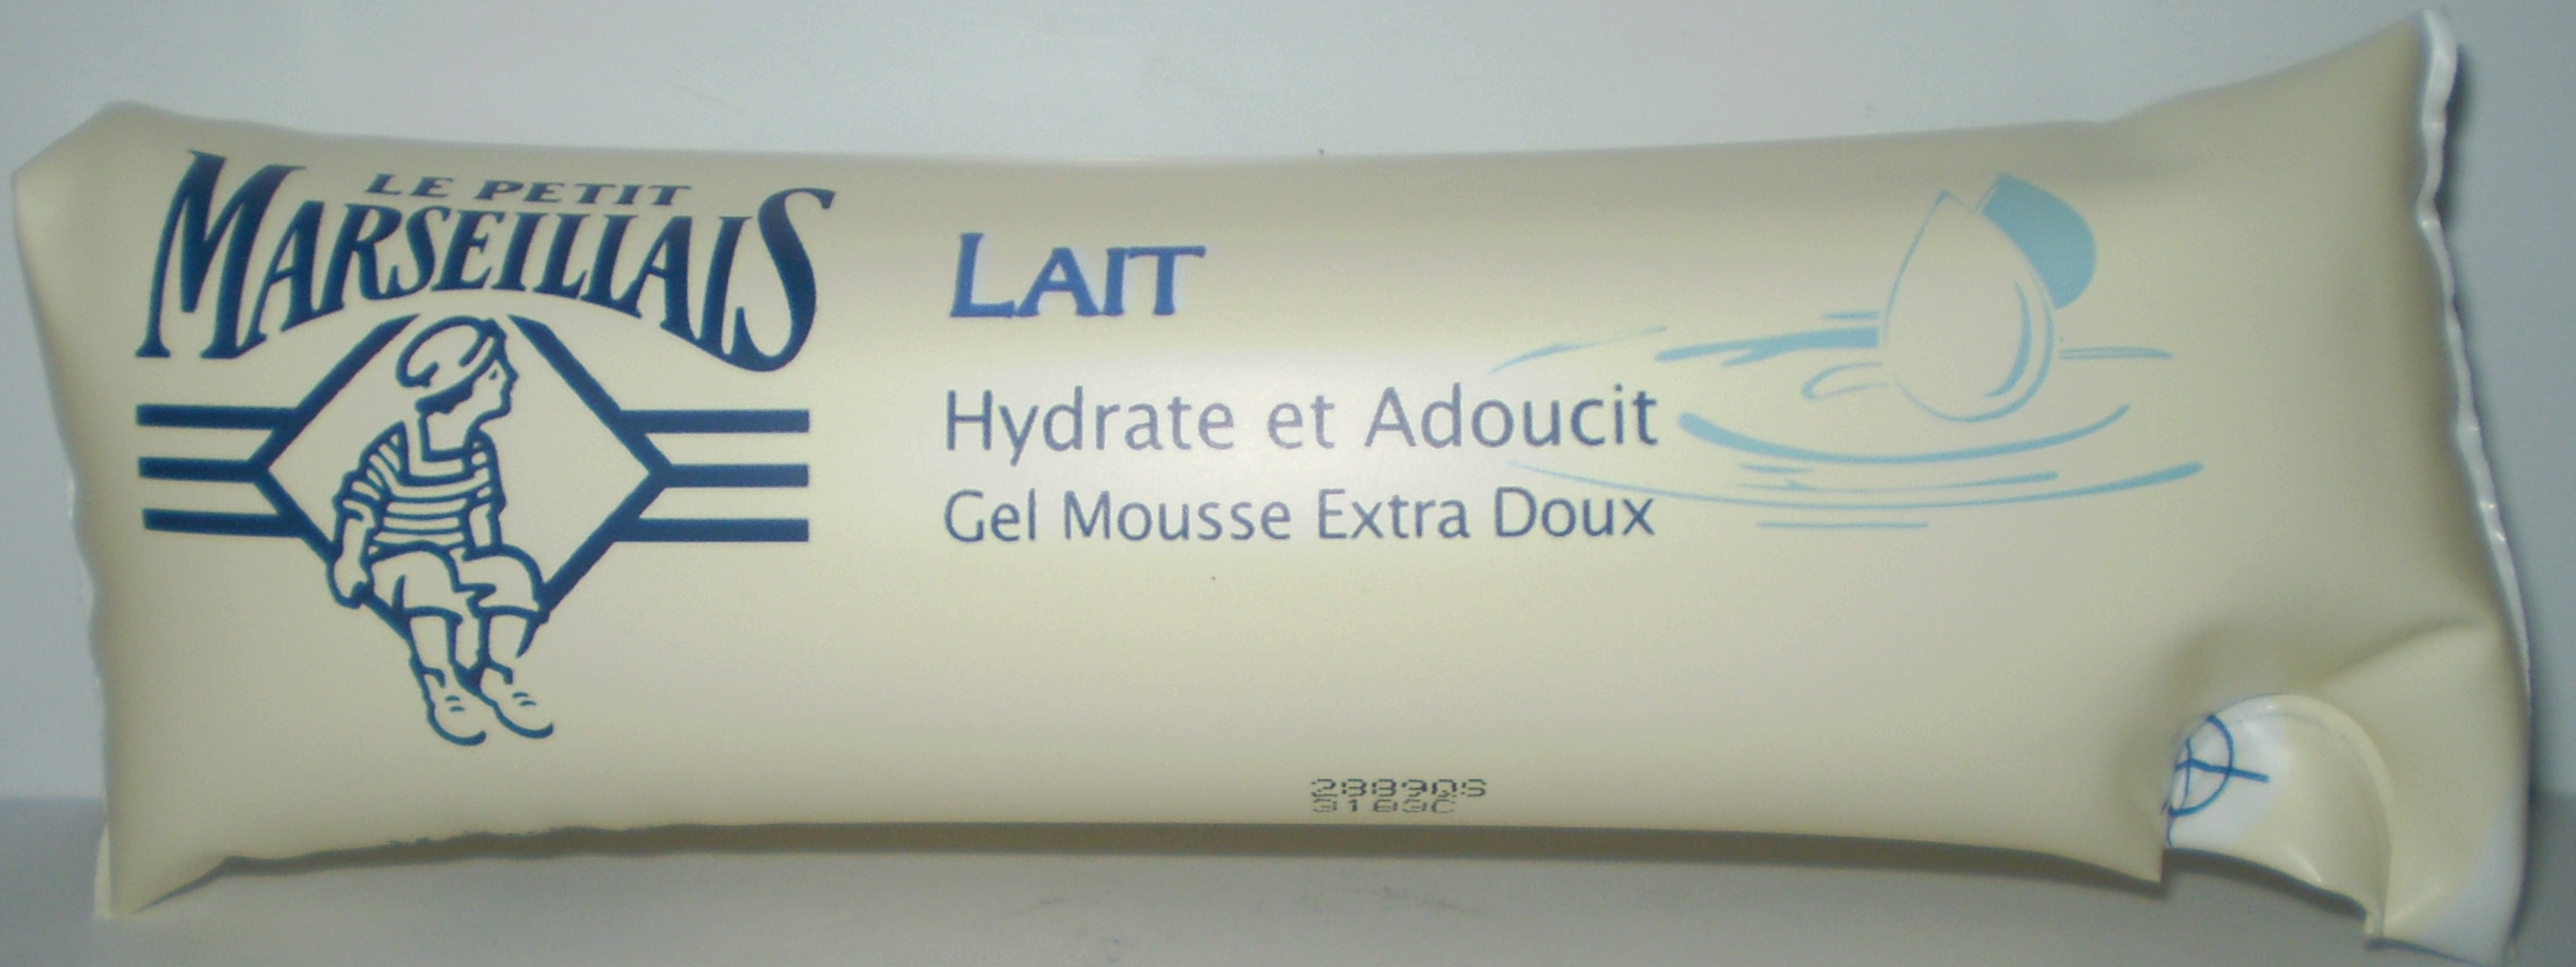 LE PETIT
MARSEILLAIS
LAIT
Hydrate et Adoucit
Gel Mousse Extra Doux